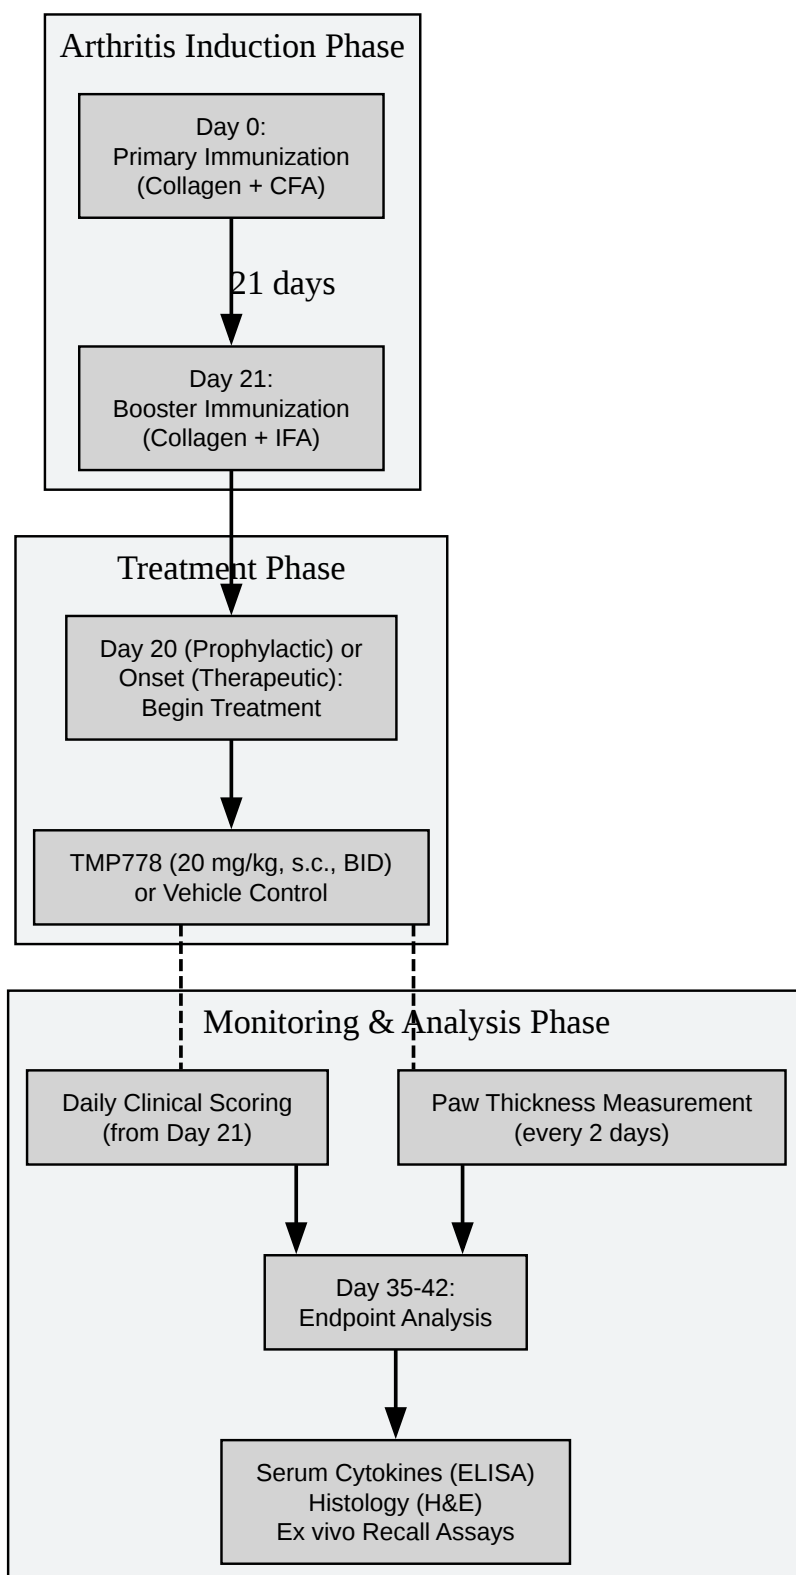 Arthritis Induction Phase
Day 0:
Primary Immunization
(Collagen + CFA)
21 days
Day 21:
Booster Immunization
(Collagen + IFA)
Treatment Phase
Day 20 (Prophylactic) or
Onset (Therapeutic):
Begin Treatment
TMP778 (20 mg/kg, s.c., BID)
or Vehicle Control
Monitoring & Analysis Phase
Daily Clinical Scoring
(from Day 21)
Paw Thickness Measurement
(every 2 days)
Day 35-42:
Endpoint Analysis
Serum Cytokines (ELISA)
Histology (H&E)
Ex vivo Recall Assays